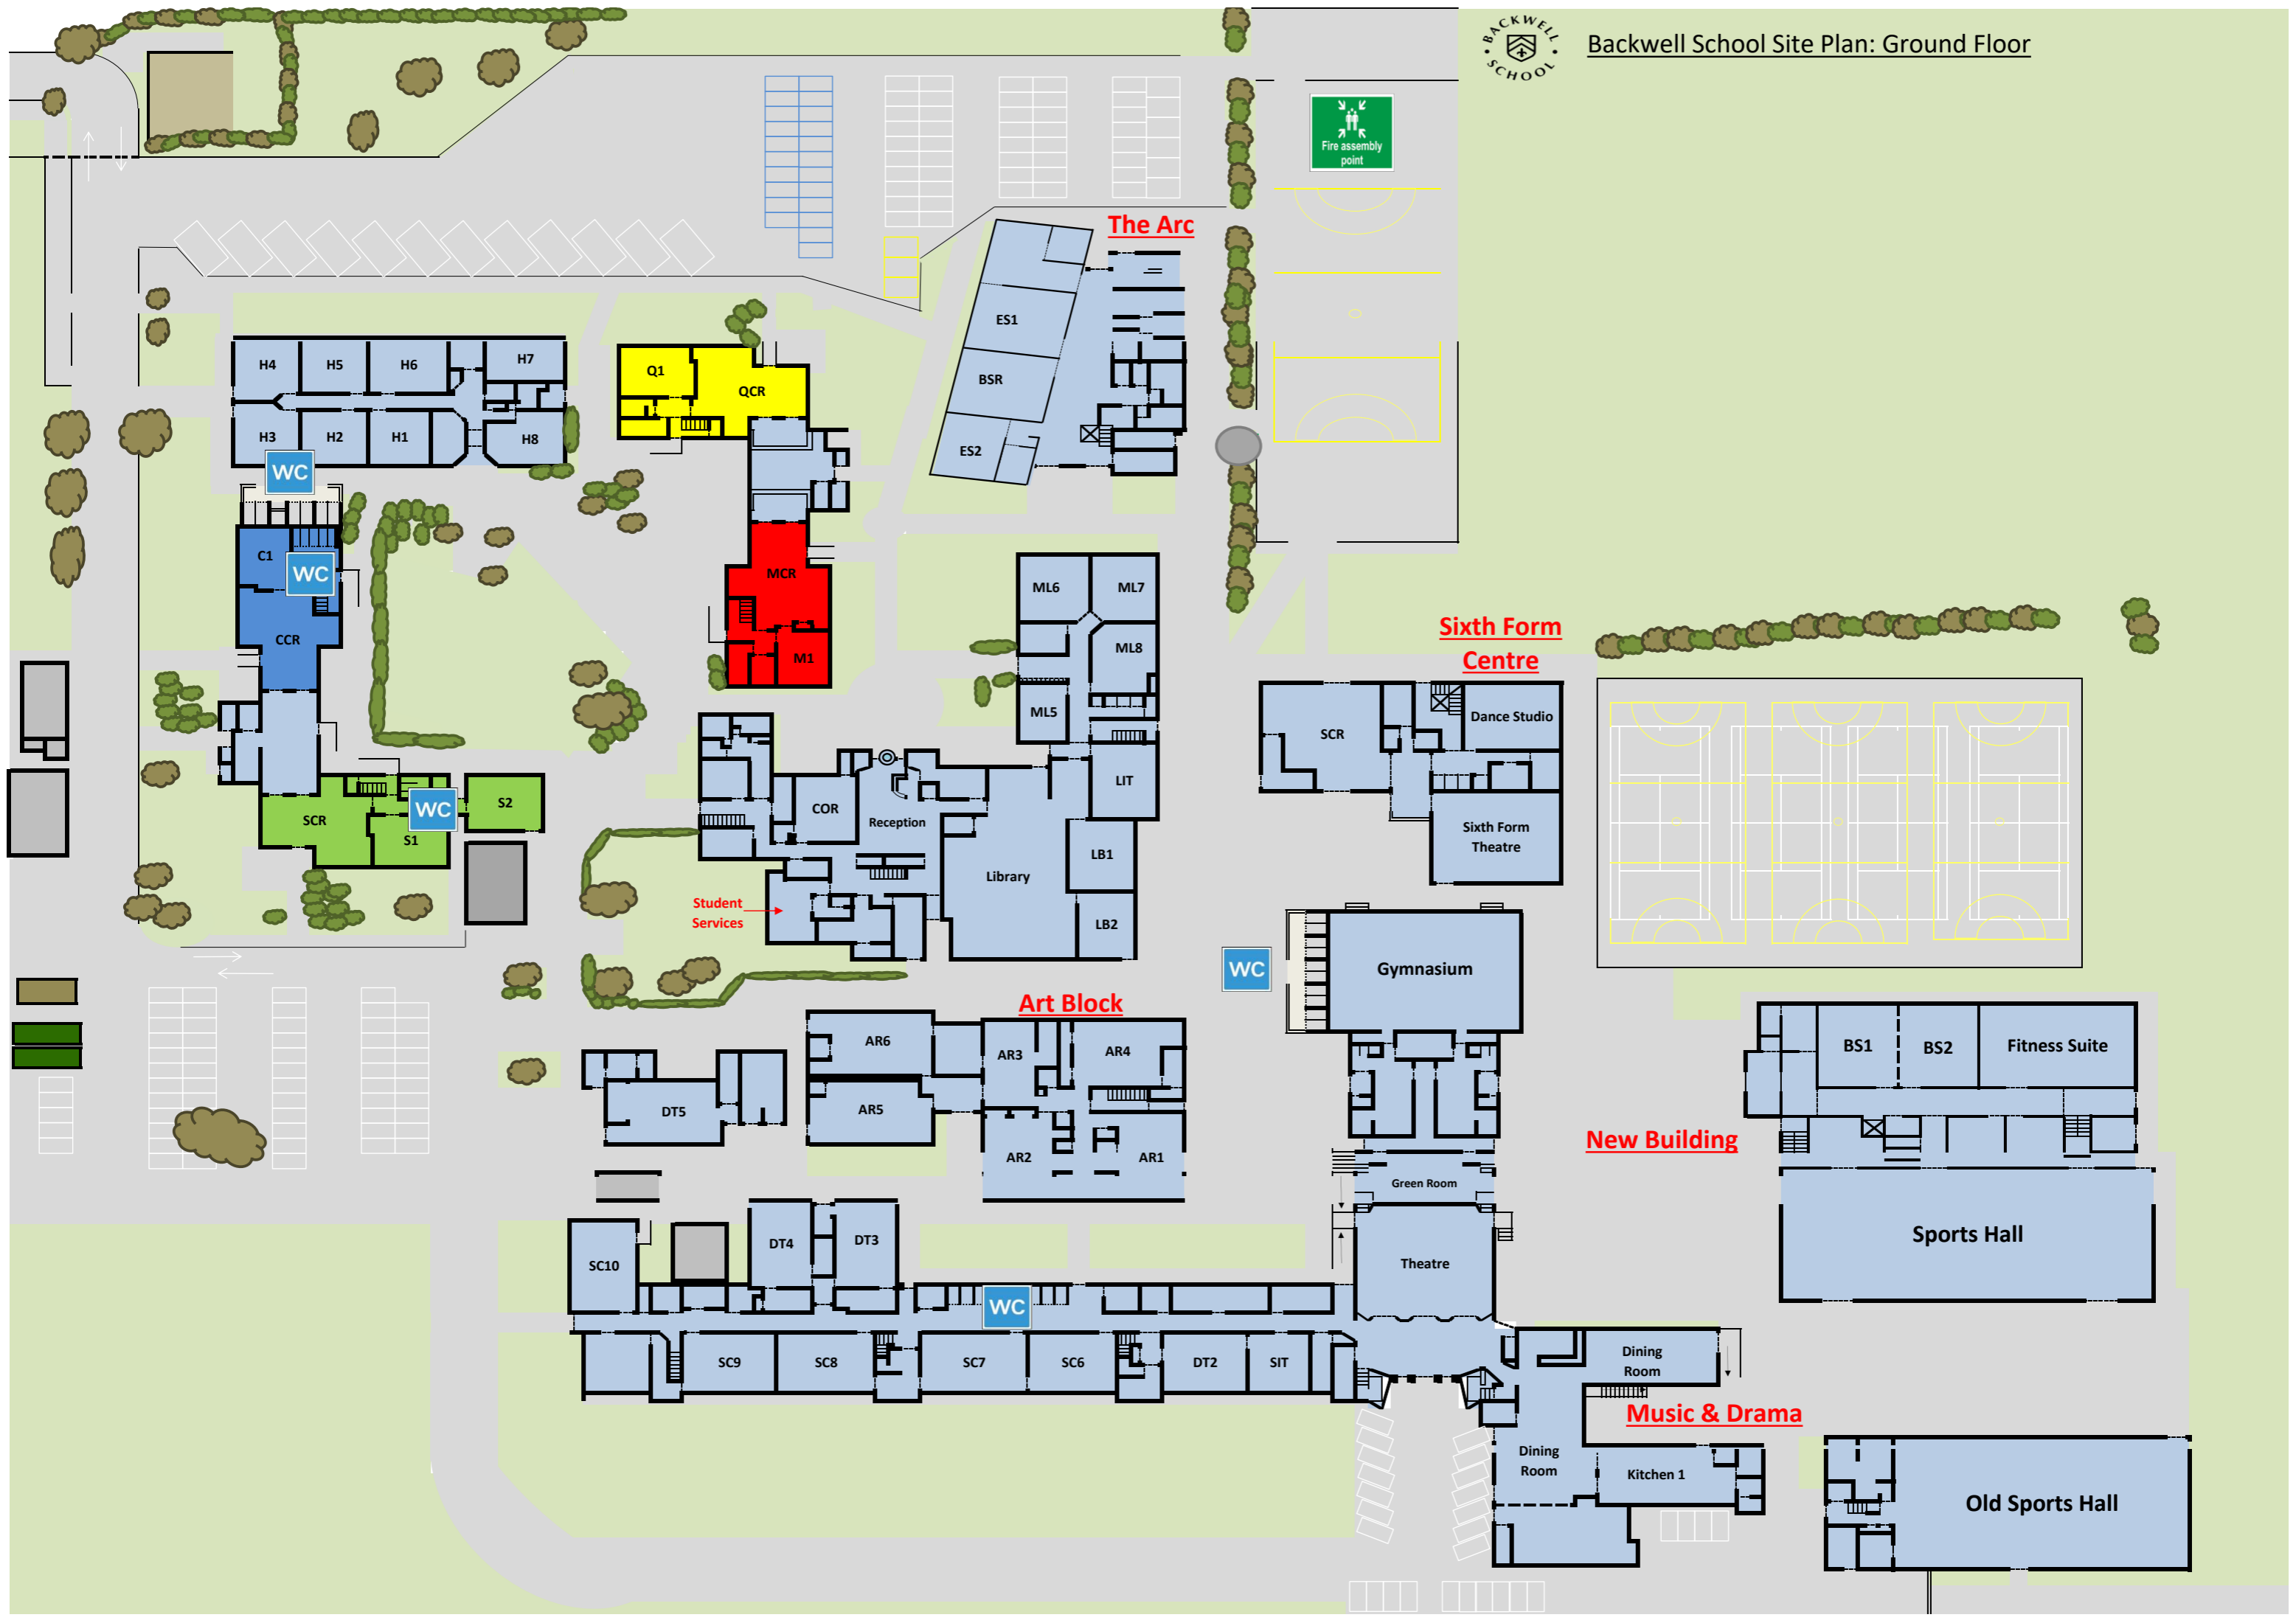 BACKWELL
SCHOOL
Backwell School Site Plan: Ground Floor
Fire assembly
point
The Arc
ES1
BSR
ES2
H4
H5
H6
H7
H3
H2
H1
H8
WC
Q1
QCR
C1
WC
CCR
MCR
M1
ML6
ML7
ML8
ML5
Sixth Form
Centre
SCR
Dance Studio
Sixth Form
Theatre
SCR
S1
WC
S2
COR
Reception
LIT
Library
LB1
LB2
Student
Services
WC
Gymnasium
Art Block
AR6
AR3
AR4
AR5
AR2
AR1
DT5
BS1
BS2
Fitness Suite
New Building
Sports Hall
Green Room
Theatre
SC10
DT4
DT3
WC
SC9
SC8
SC7
SC6
DT2
SIT
Dining
Room
Music & Drama
Dining
Room
Kitchen 1
Old Sports Hall